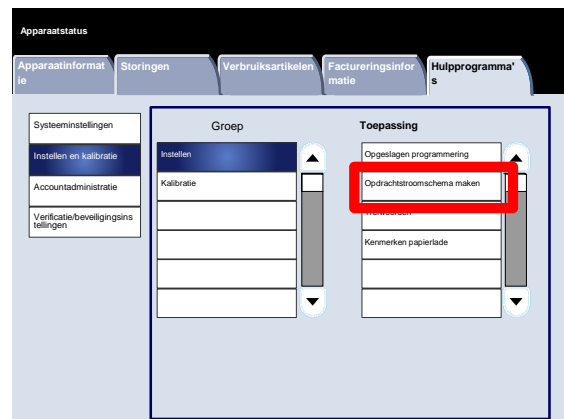 Apparaatstatus
Apparaatinformat
ie
Storingen
Verbruiksartikelen
Factureringsinfor
matie
Hulpprogramma'
s
Systeeminstellingen
Instellen en kalibratie
Accountadministratie
Verificatie/beveiligingsins
tellingen
Groep
Instellen
Kalibratie
Toepassing
Opgeslagen programmering
Opdrachtstroomschema maken
Kenmerken papierlade